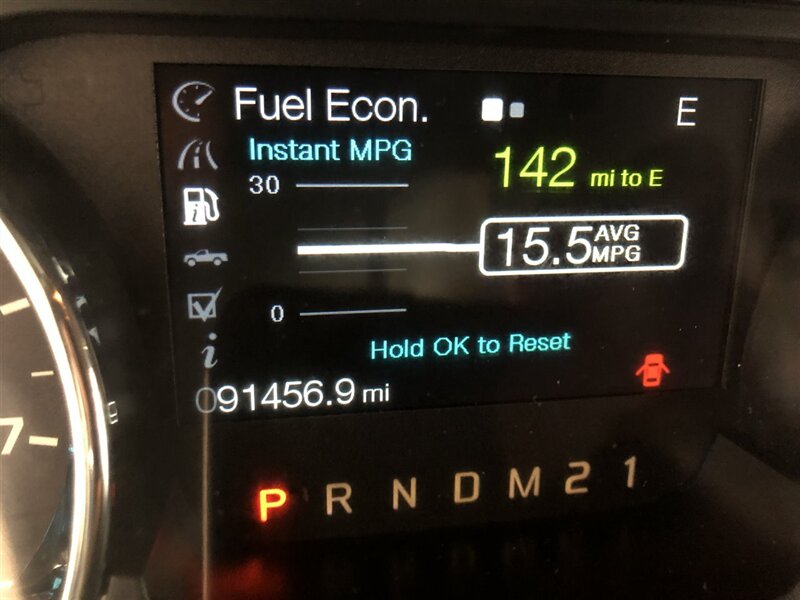 Fuel Econ. E
Instant MPG
142 mi to E
30
15.5 AVG MPG
0
Hold OK to Reset
091456.9 mi
7
P R N D M 2 1